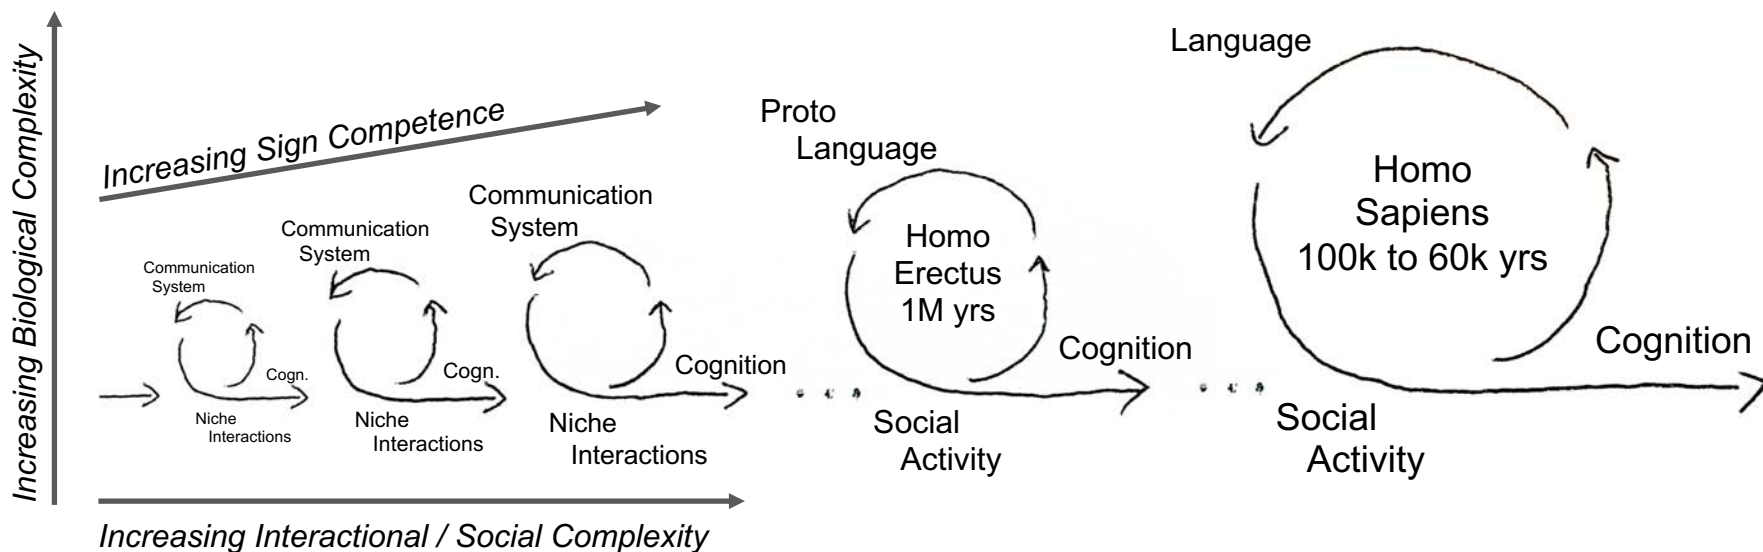 Increasing Biological Complexity
Increasing Sign Competence
Communication
System
Cogn.
Niche
Interactions
Communication
System
Cogn.
Niche
Interactions
Communication
System
Cognition
Niche
Interactions
Proto
Language
Homo
Erectus
1M yrs
Cognition
Social
Activity
Language
Homo
Sapiens
100k to 60k yrs
Cognition
Social
Activity
Increasing Interactional / Social Complexity